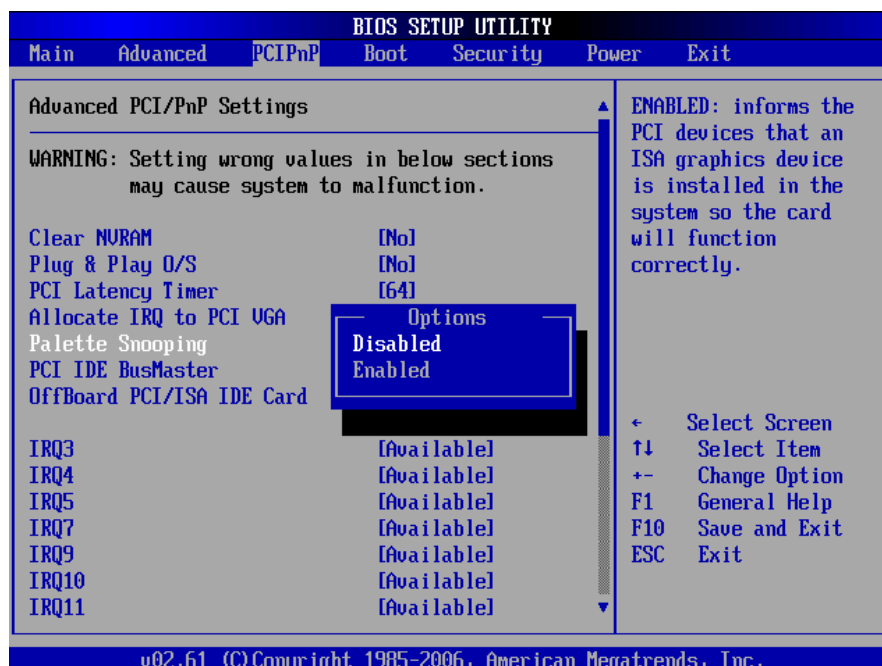 BIOS SETUP UTILITY
Main Advanced PCIPnP Boot Security Power Exit
Advanced PCI/PnP Settings
WARNING: Setting wrong values in below sections
may cause system to malfunction.
Clear NVRAM [No]
Plug & Play O/S [No]
PCI Latency Timer [64]
Allocate IRQ to PCI VGA
Palette Snooping
PCI IDE BusMaster
OffBoard PCI/ISA IDE Card
Options
Disabled
Enabled
IRQ3 [Available]
IRQ4 [Available]
IRQ5 [Available]
IRQ7 [Available]
IRQ9 [Available]
IRQ10 [Available]
IRQ11 [Available]
ENABLED: informs the
PCI devices that an
ISA graphics device
is installed in the
system so the card
will function
correctly.
← Select Screen
↑↓ Select Item
+- Change Option
F1 General Help
F10 Save and Exit
ESC Exit
v02.61 (C)Copyright 1985-2006, American Megatrends, Inc.